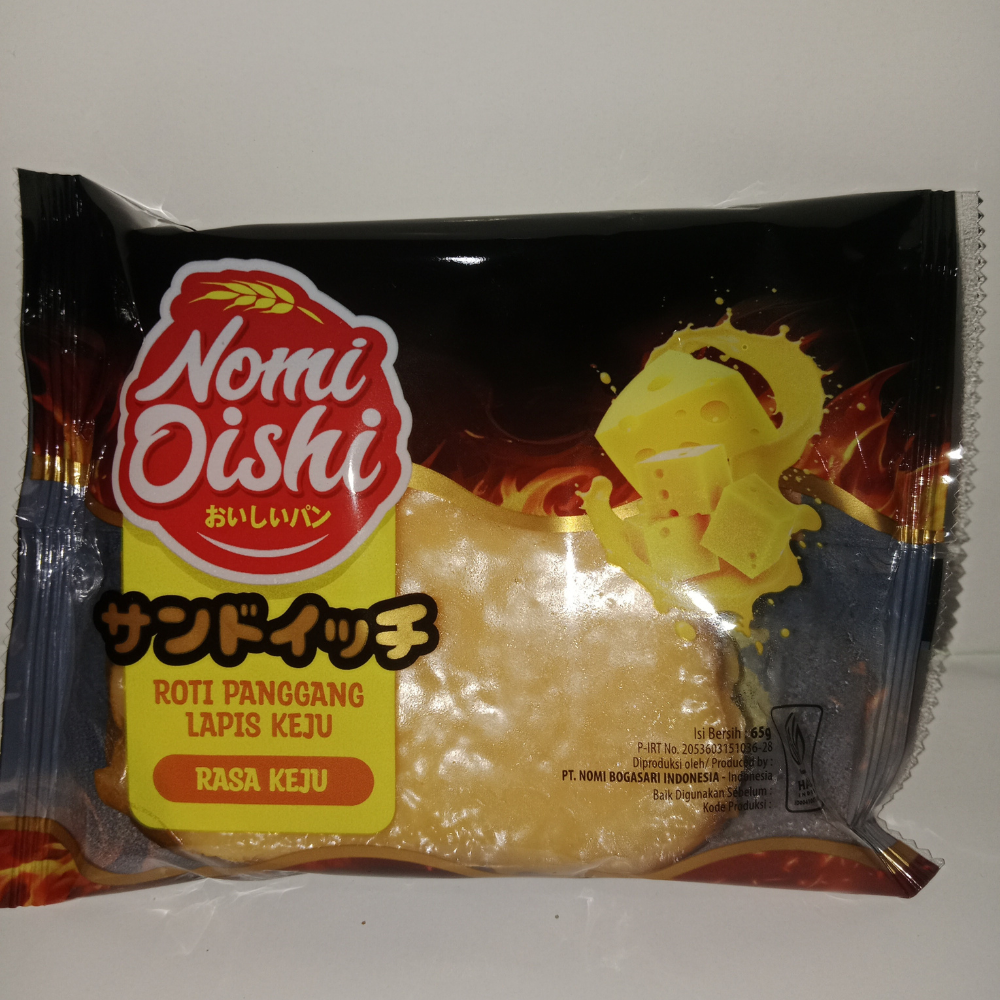 Nomi
Oishi
おいしいパン
サンドイッチ
ROTI PANGGANG
LAPIS KEJU
RASA KEJU
Isi Bersih : 65g
P-IRT No. 2053603151036-28
Diproduksi oleh/ Produced by :
PT. NOMI BOGASARI INDONESIA - Indonesia
Baik Digunakan Sebelum :
Kode Produksi :